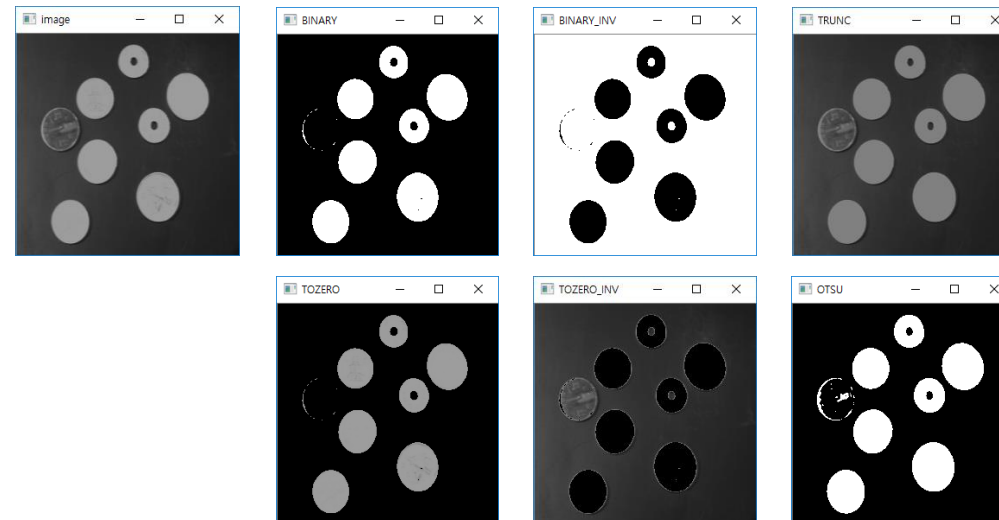 image
BINARY
BINARY_INV
TRUNC
TOZERO
TOZERO_INV
OTSU